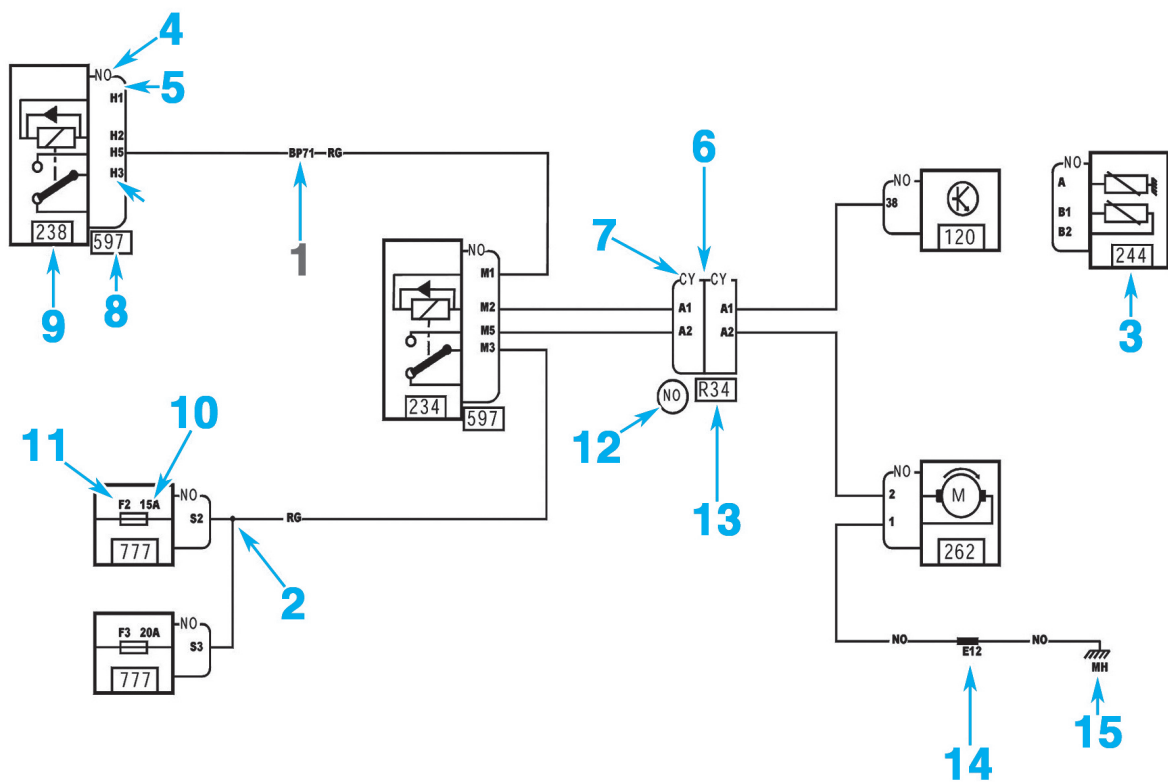 4
NO
5
H1
H2
H5
H3
BP71 RG
238
597
9
8
1
6
7
NO
38
120
NO
A
B1
B2
244
3
NO
M1
M2
M5
M3
234
597
CY CY
A1 A1
A2 A2
NO
R34
12
13
11
10
F2 15A
NO
S2
777
RG
2
F3 20A
NO
S3
777
NO
2
1
M
262
NO
E12
NO
MH
14
15